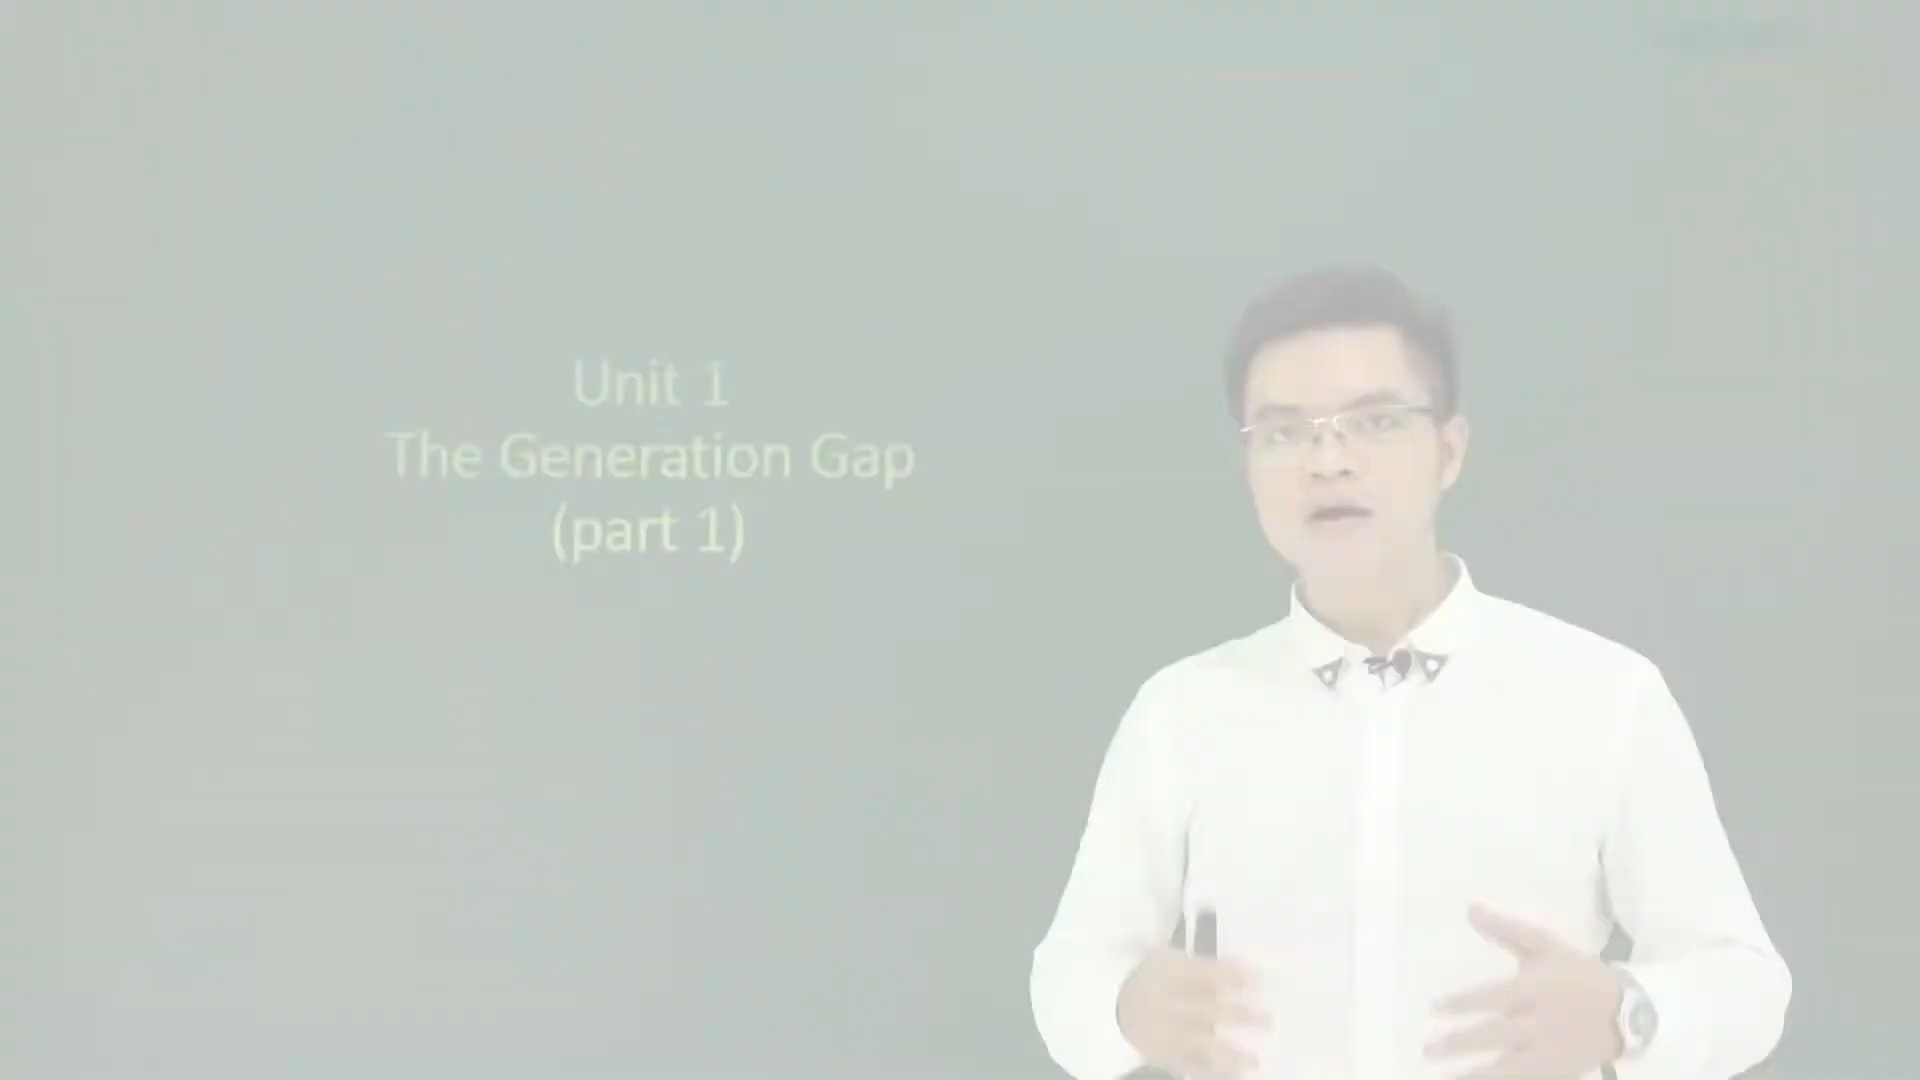 Unit 1
The Generation Gap
(part 1)